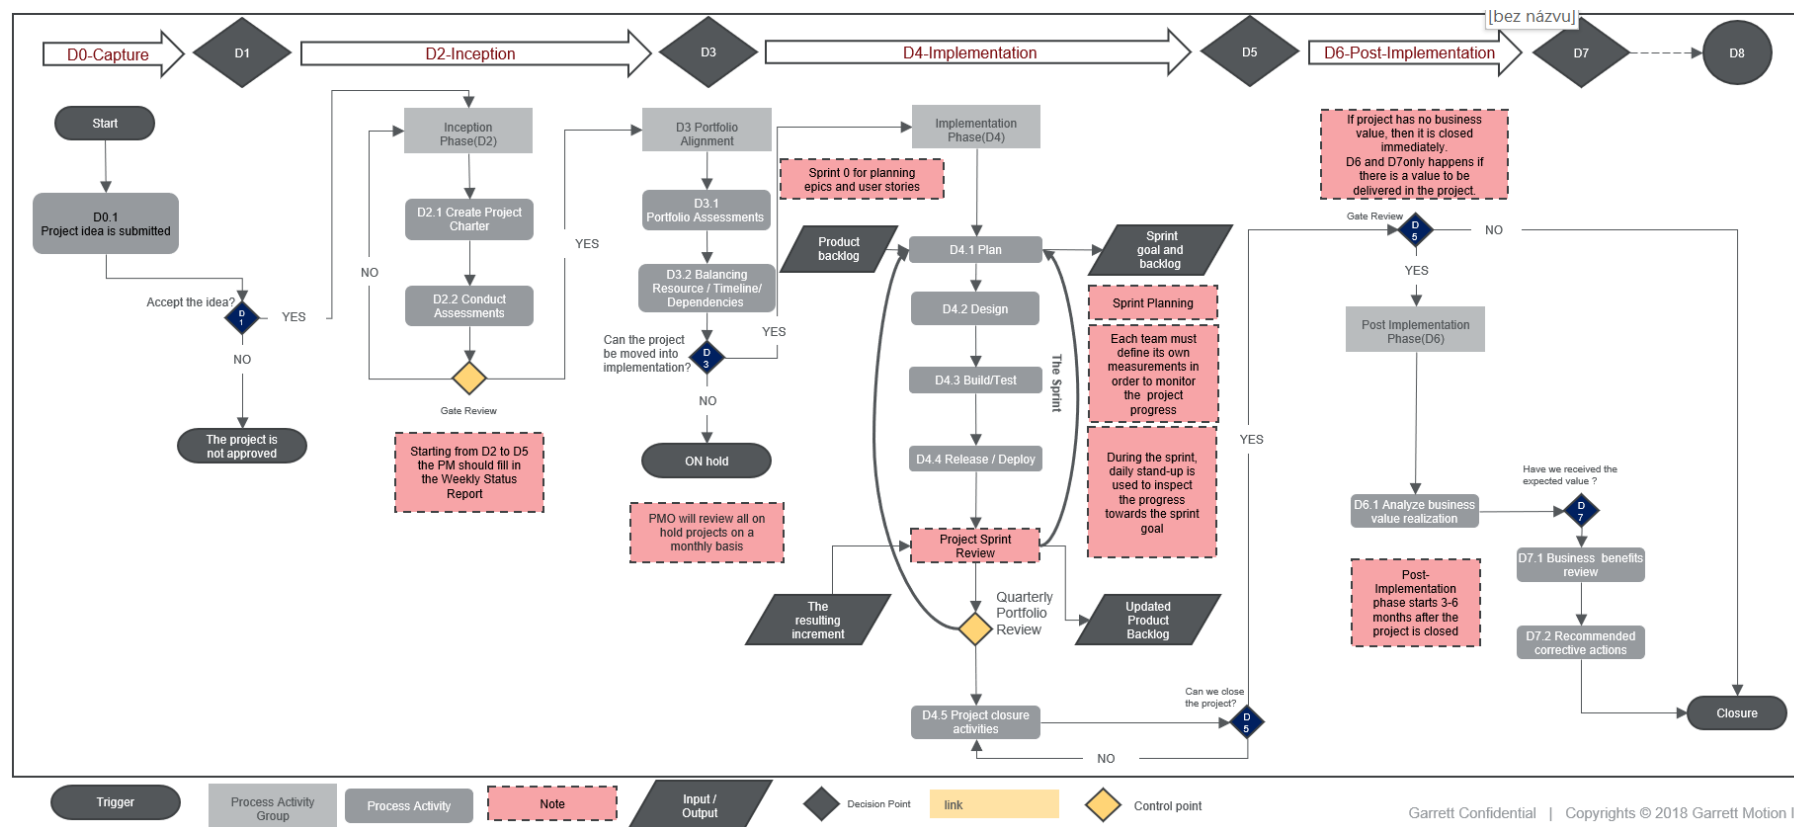 [bez názvu]
D0-Capture
D1
D2-Inception
D3
D4-Implementation
D5
D6-Post-Implementation
D7
D8
Start
D0.1
Project idea is submitted
Accept the idea?
D
1
YES
NO
The project is
not approved
Inception
Phase(D2)
D2.1 Create Project
Charter
D2.2 Conduct
Assessments
NO
YES
Gate Review
Starting from D2 to D5
the PM should fill in
the Weekly Status
Report
D3 Portfolio
Alignment
D3.1
Portfolio Assessments
D3.2 Balancing
Resource / Timeline/
Dependencies
Can the project
be moved into
implementation?
D
3
YES
NO
ON hold
PMO will review all on
hold projects on a
monthly basis
Implementation
Phase(D4)
Sprint 0 for planning
epics and user stories
Product
backlog
D4.1 Plan
Sprint
goal and
backlog
D4.2 Design
D4.3 Build/Test
D4.4 Release / Deploy
The Sprint
Sprint Planning
Each team must
define its own
measurements in
order to monitor
the project
progress
During the sprint,
daily stand-up is
used to inspect
the progress
towards the sprint
goal
Project Sprint
Review
The
resulting
increment
Quarterly
Portfolio
Review
Updated
Product
Backlog
D4.5 Project closure
activities
Can we close
the project?
D
5
NO
YES
If project has no business
value, then it is closed
immediately.
D6 and D7only happens if
there is a value to be
delivered in the project.
Gate Review
D
5
NO
YES
Post Implementation
Phase(D6)
D6.1 Analyze business
value realization
Have we received the
expected value ?
D
7
D7.1 Business benefits
review
D7.2 Recommended
corrective actions
Post-
Implementation
phase starts 3-6
months after the
project is closed
Closure
Trigger
Process Activity
Group
Process Activity
Note
Input /
Output
Decision Point
link
Control point
Garrett Confidential | Copyrights © 2018 Garrett Motion